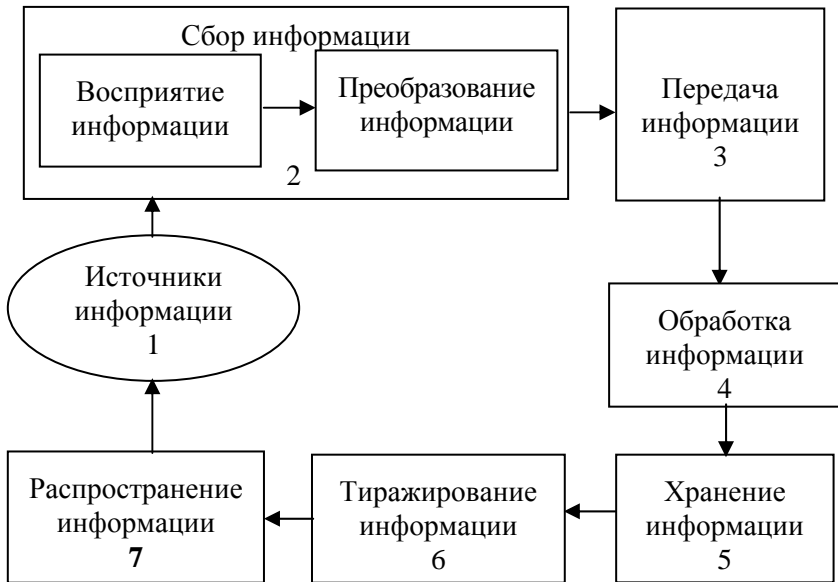 Сбор информации
Восприятие
информации
Преобразование
информации
2
Передача
информации
3
Источники
информации
1
Обработка
информации
4
Распространение
информации
7
Тиражирование
информации
6
Хранение
информации
5